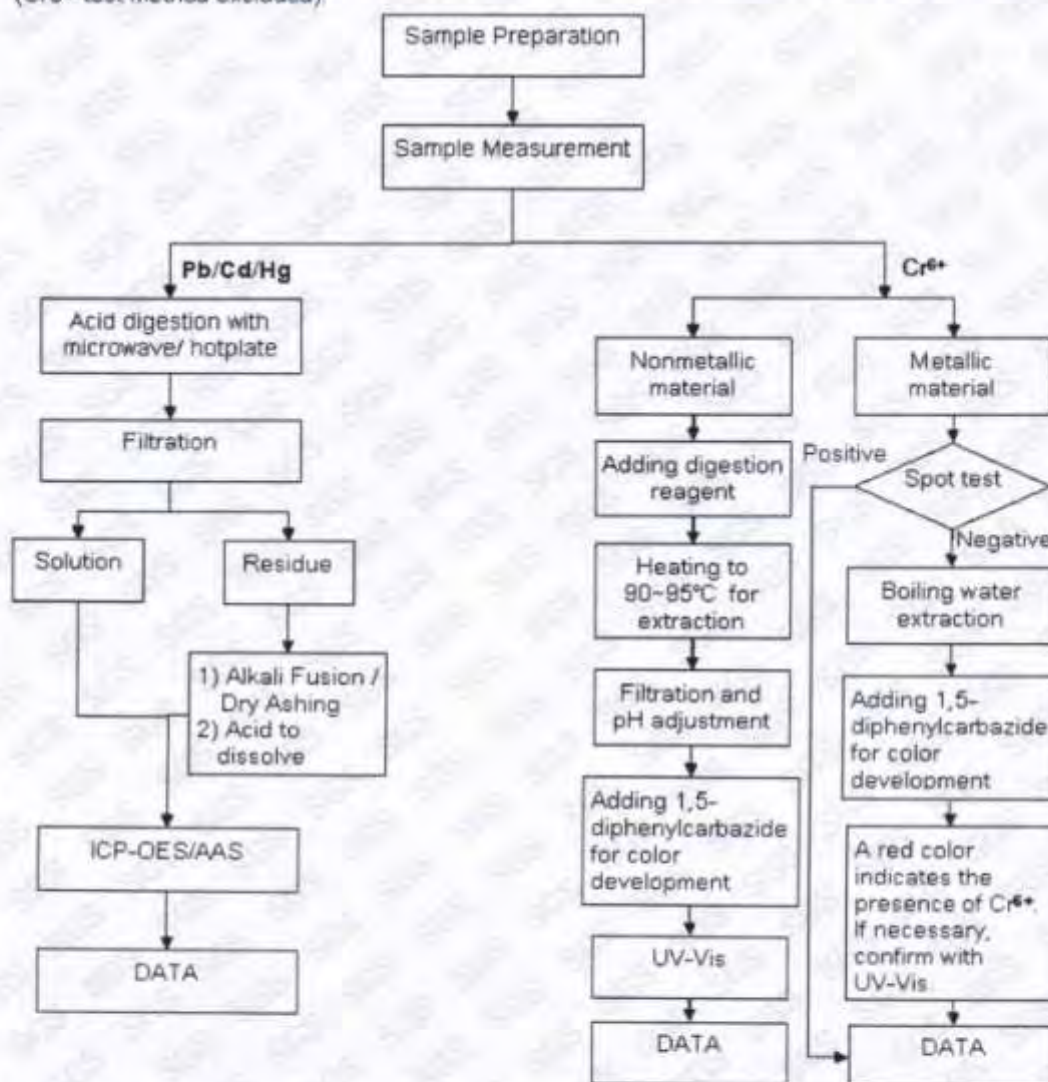 Sample Preparation
Sample Measurement
Pb/Cd/Hg
Acid digestion with
microwave/ hotplate
Filtration
Solution
Residue
1) Alkali Fusion /
Dry Ashing
2) Acid to
dissolve
ICP-OES/AAS
DATA
Cr6+
Nonmetallic
material
Adding digestion
reagent
Heating to
90~95°C for
extraction
Filtration and
pH adjustment
Adding 1,5-
diphenylcarbazide
for color
development
UV-Vis
DATA
Metallic
material
Positive
Spot test
Negative
Boiling water
extraction
Adding 1,5-
diphenylcarbazide
for color
development
A red color
indicates the
presence of Cr6+.
If necessary,
confirm with
UV-Vis
DATA